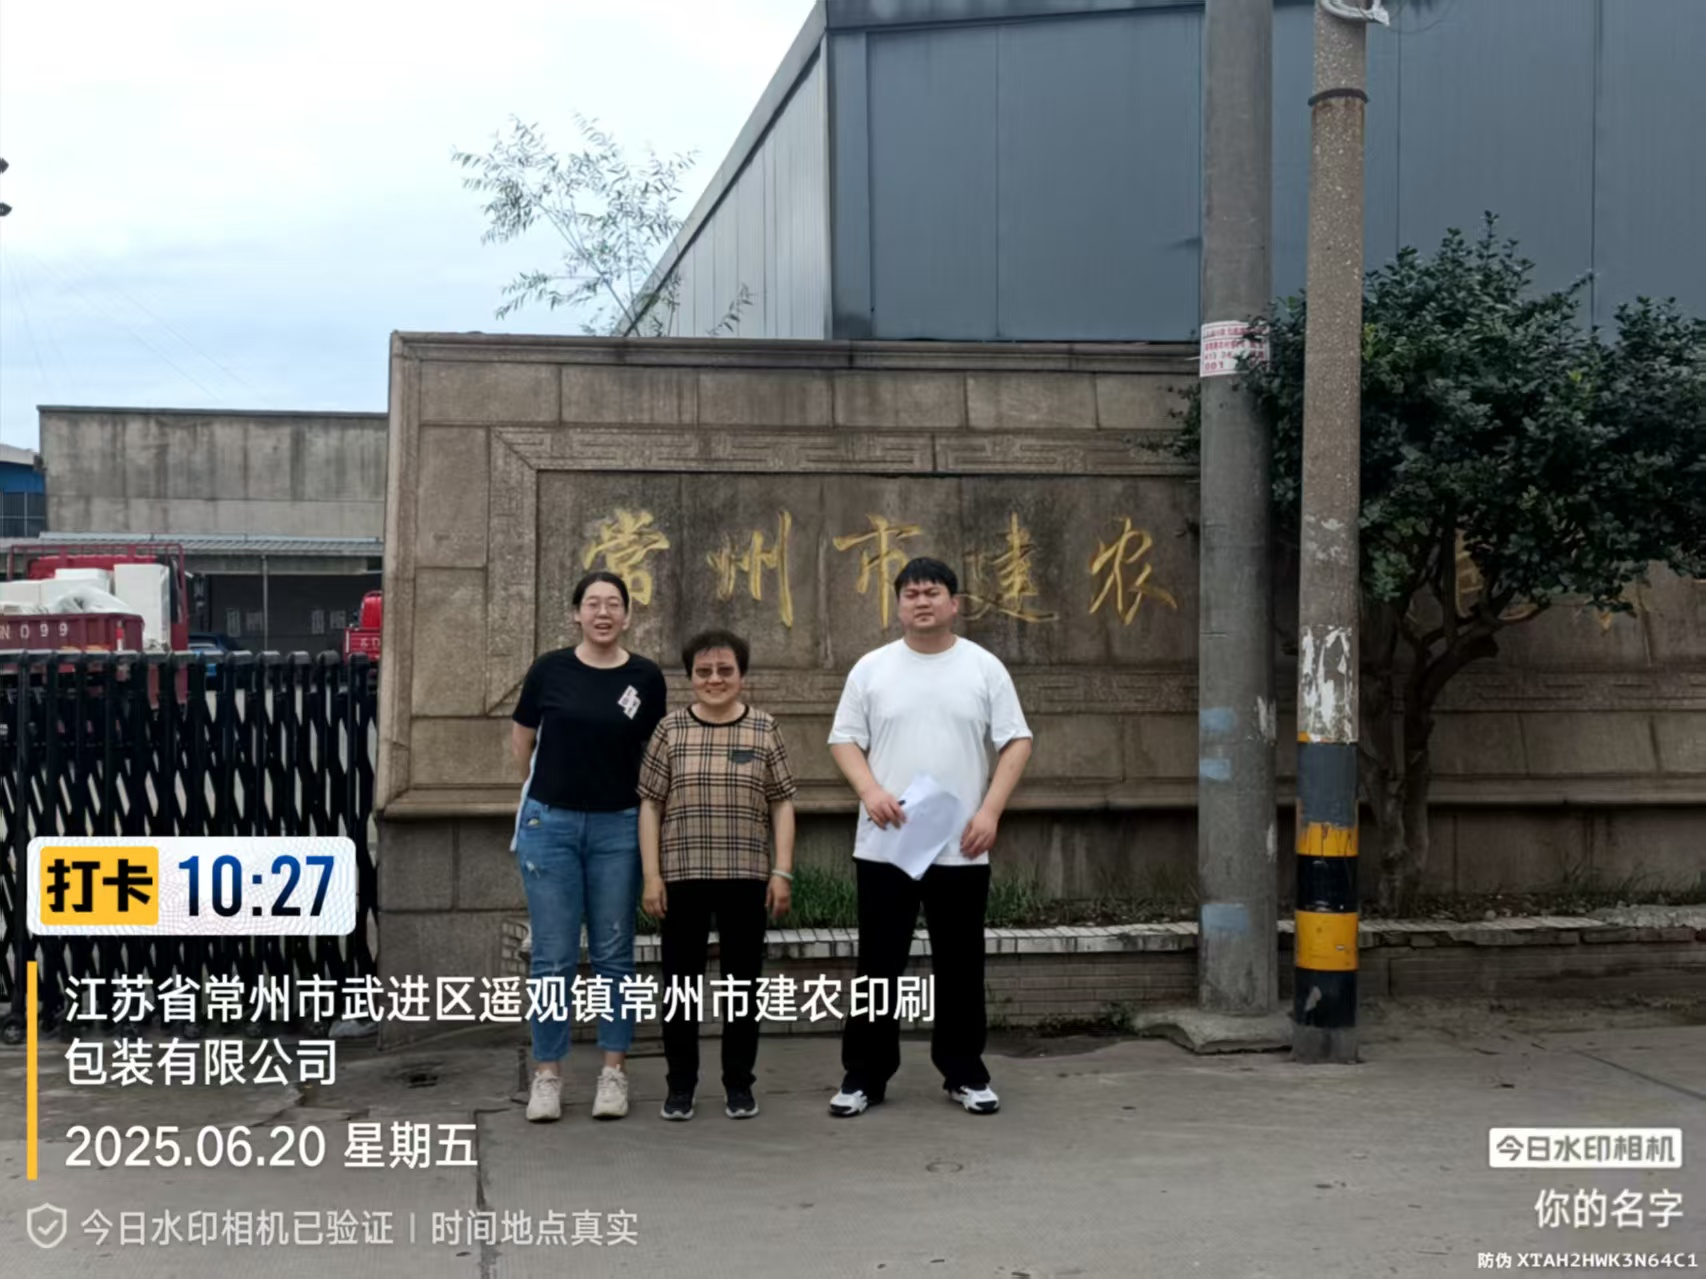 常州市建农
N099
打卡 10:27
江苏省常州市武进区遥观镇常州市建农印刷
包装有限公司
2025.06.20 星期五
今日水印相机已验证 | 时间地点真实
今日水印相机
你的名字
防伪 XTAH2HWK3N64C1